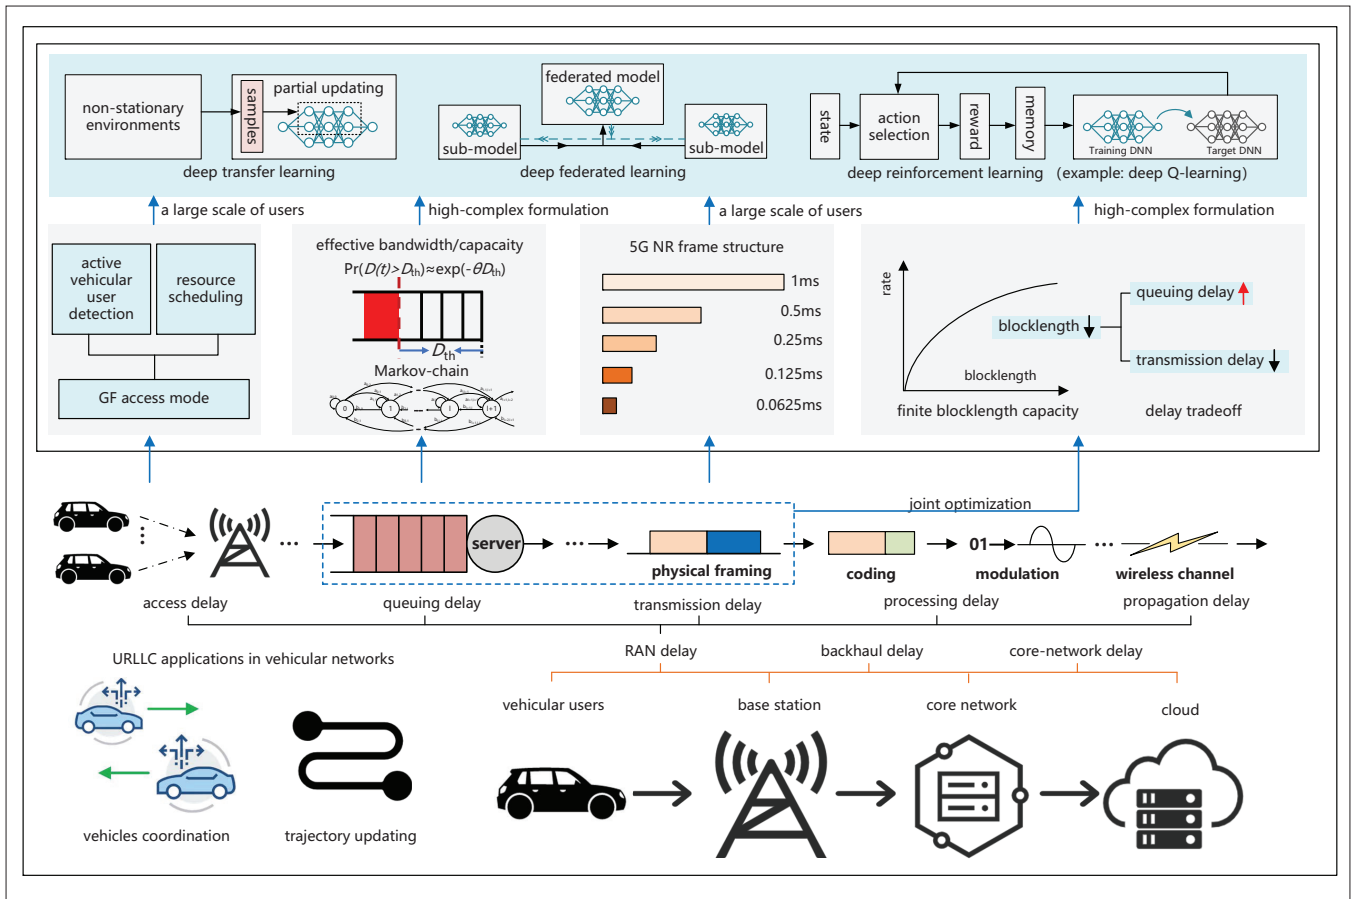 non-stationary
environments
samples
partial updating
deep transfer learning
federated model
sub-model
sub-model
deep federated learning
state
action
selection
reward
memory
Training DNN
Target DNN
deep reinforcement learning
(example: deep Q-learning)
a large scale of users
high-complex formulation
a large scale of users
high-complex formulation
active
vehicular
user
detection
resource
scheduling
GF access mode
effective bandwidth/capacaity
Pr(D(t)>Dth)≈exp(-θDth)
Dth
Markov-chain
0
1
I
I+1
5G NR frame structure
1ms
0.5ms
0.25ms
0.125ms
0.0625ms
rate
blocklength
finite blocklength capacity
blocklength
queuing delay
transmission delay
delay tradeoff
joint optimization
server
physical framing
coding
01
modulation
wireless channel
access delay
queuing delay
transmission delay
processing delay
propagation delay
RAN delay
backhaul delay
core-network delay
URLLC applications in vehicular networks
vehicles coordination
trajectory updating
vehicular users
base station
core network
cloud